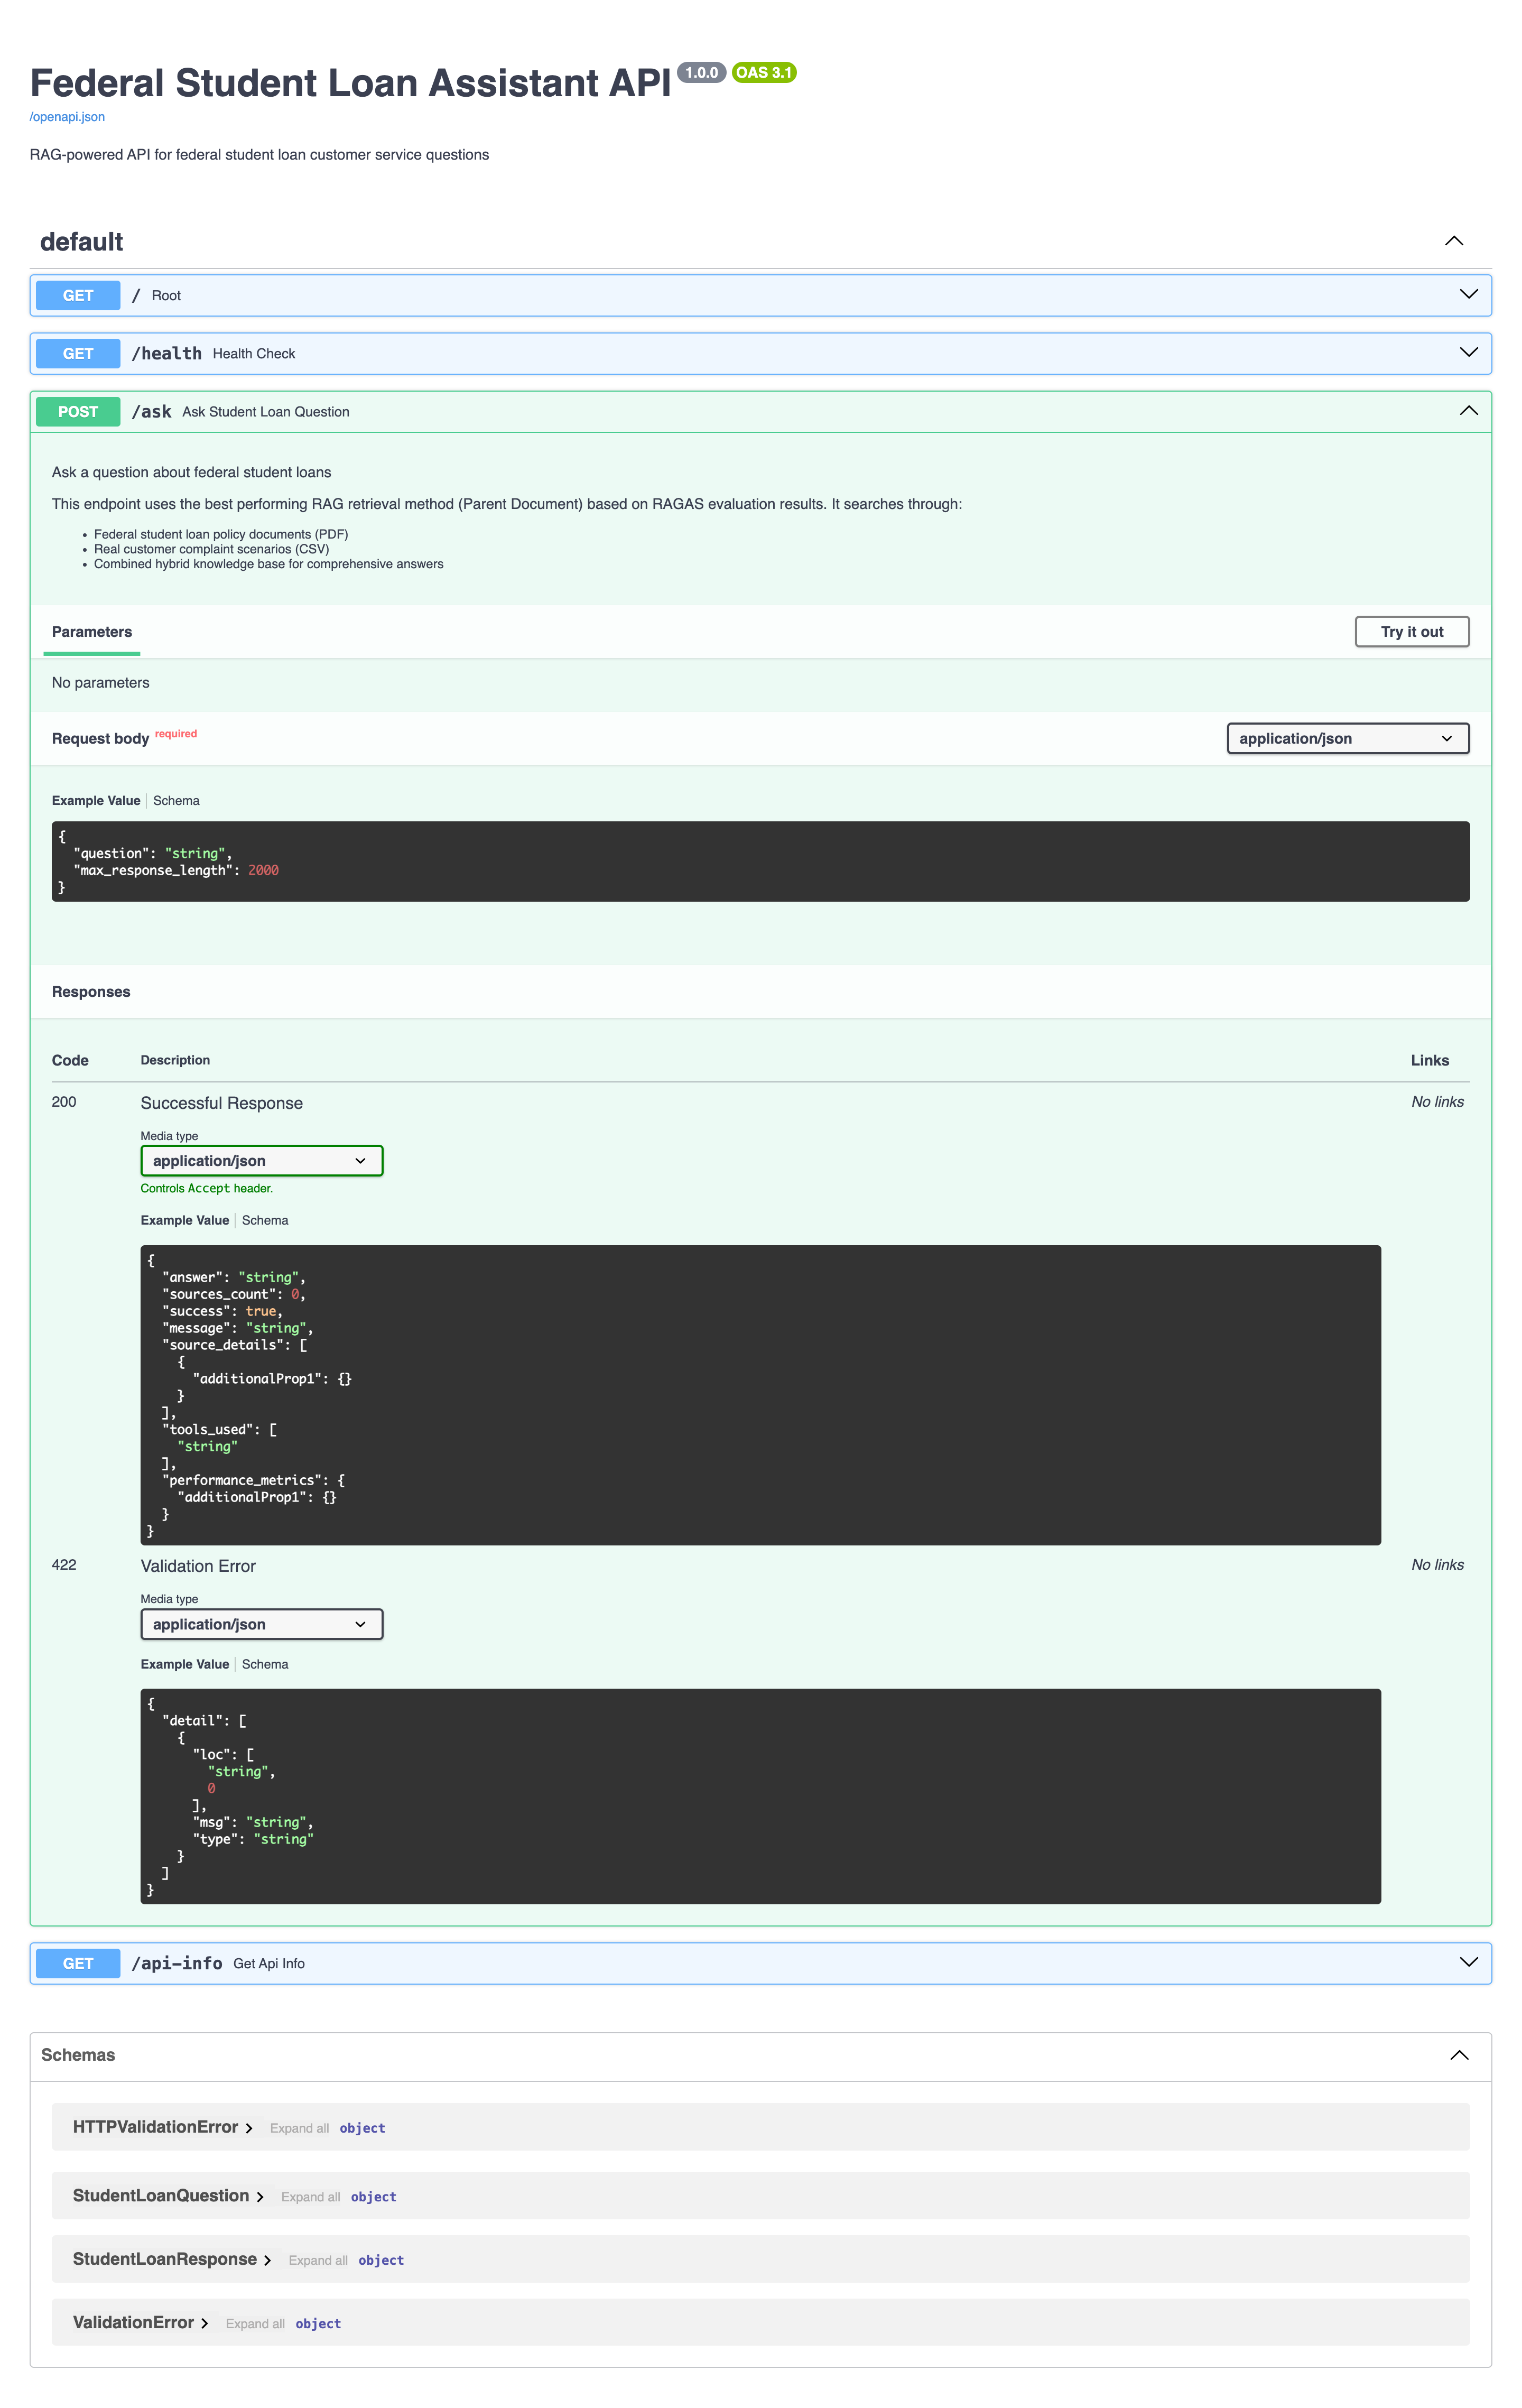 Federal Student Loan Assistant API 1.0.0 OAS 3.1
/openapi.json
RAG-powered API for federal student loan customer service questions
default
GET / Root
GET /health Health Check
POST /ask Ask Student Loan Question
Ask a question about federal student loans
This endpoint uses the best performing RAG retrieval method (Parent Document) based on RAGAS evaluation results. It searches through:
• Federal student loan policy documents (PDF)
• Real customer complaint scenarios (CSV)
• Combined hybrid knowledge base for comprehensive answers
Parameters Try it out
No parameters
Request body required application/json
Example Value Schema
{
  "question": "string",
  "max_response_length": 2000
}
Responses
Code Description Links
200 Successful Response No links
Media type
application/json
Controls Accept header.
Example Value Schema
{
  "answer": "string",
  "sources_count": 0,
  "success": true,
  "message": "string",
  "source_details": [
    {
      "additionalProp1": {}
    }
  ],
  "tools_used": [
    "string"
  ],
  "performance_metrics": {
    "additionalProp1": {}
  }
}
422 Validation Error No links
Media type
application/json
Example Value Schema
{
  "detail": [
    {
      "loc": [
        "string",
        0
      ],
      "msg": "string",
      "type": "string"
    }
  ]
}
GET /api-info Get Api Info
Schemas
HTTPValidationError Expand all object
StudentLoanQuestion Expand all object
StudentLoanResponse Expand all object
ValidationError Expand all object